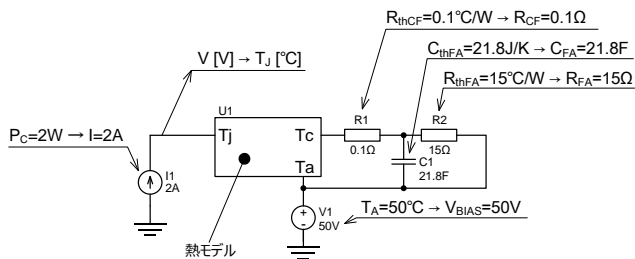 RthCF=0.1℃/W → RCF=0.1Ω
CthFA=21.8J/K → CFA=21.8F
RthFA=15℃/W → RFA=15Ω
V [V] → TJ [℃]
PC=2W → I=2A
U1
Tj
Tc
Ta
R1
0.1Ω
R2
15Ω
C1
21.8F
I1
2A
V1
50V
TA=50℃ → VBIAS=50V
熱モデル